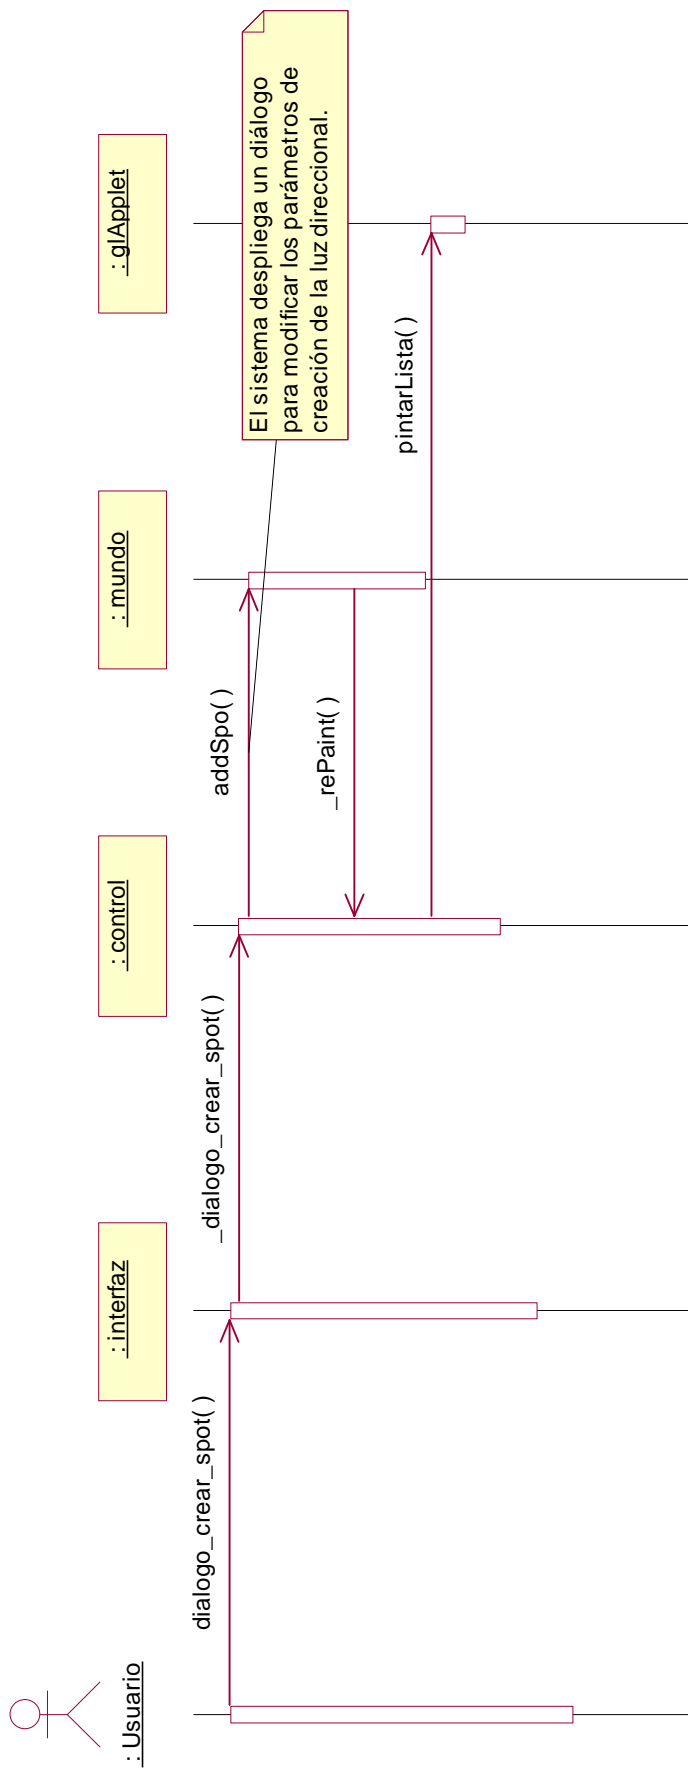 : Usuario
: interfaz
: control
: mundo
: glApplet
dialogo_crear_spot( )
_dialogo_crear_spot( )
addSpo( )
El sistema despliega un diálogo
para modificar los parámetros de
creación de la luz direccional.
_rePaint( )
pintarLista( )